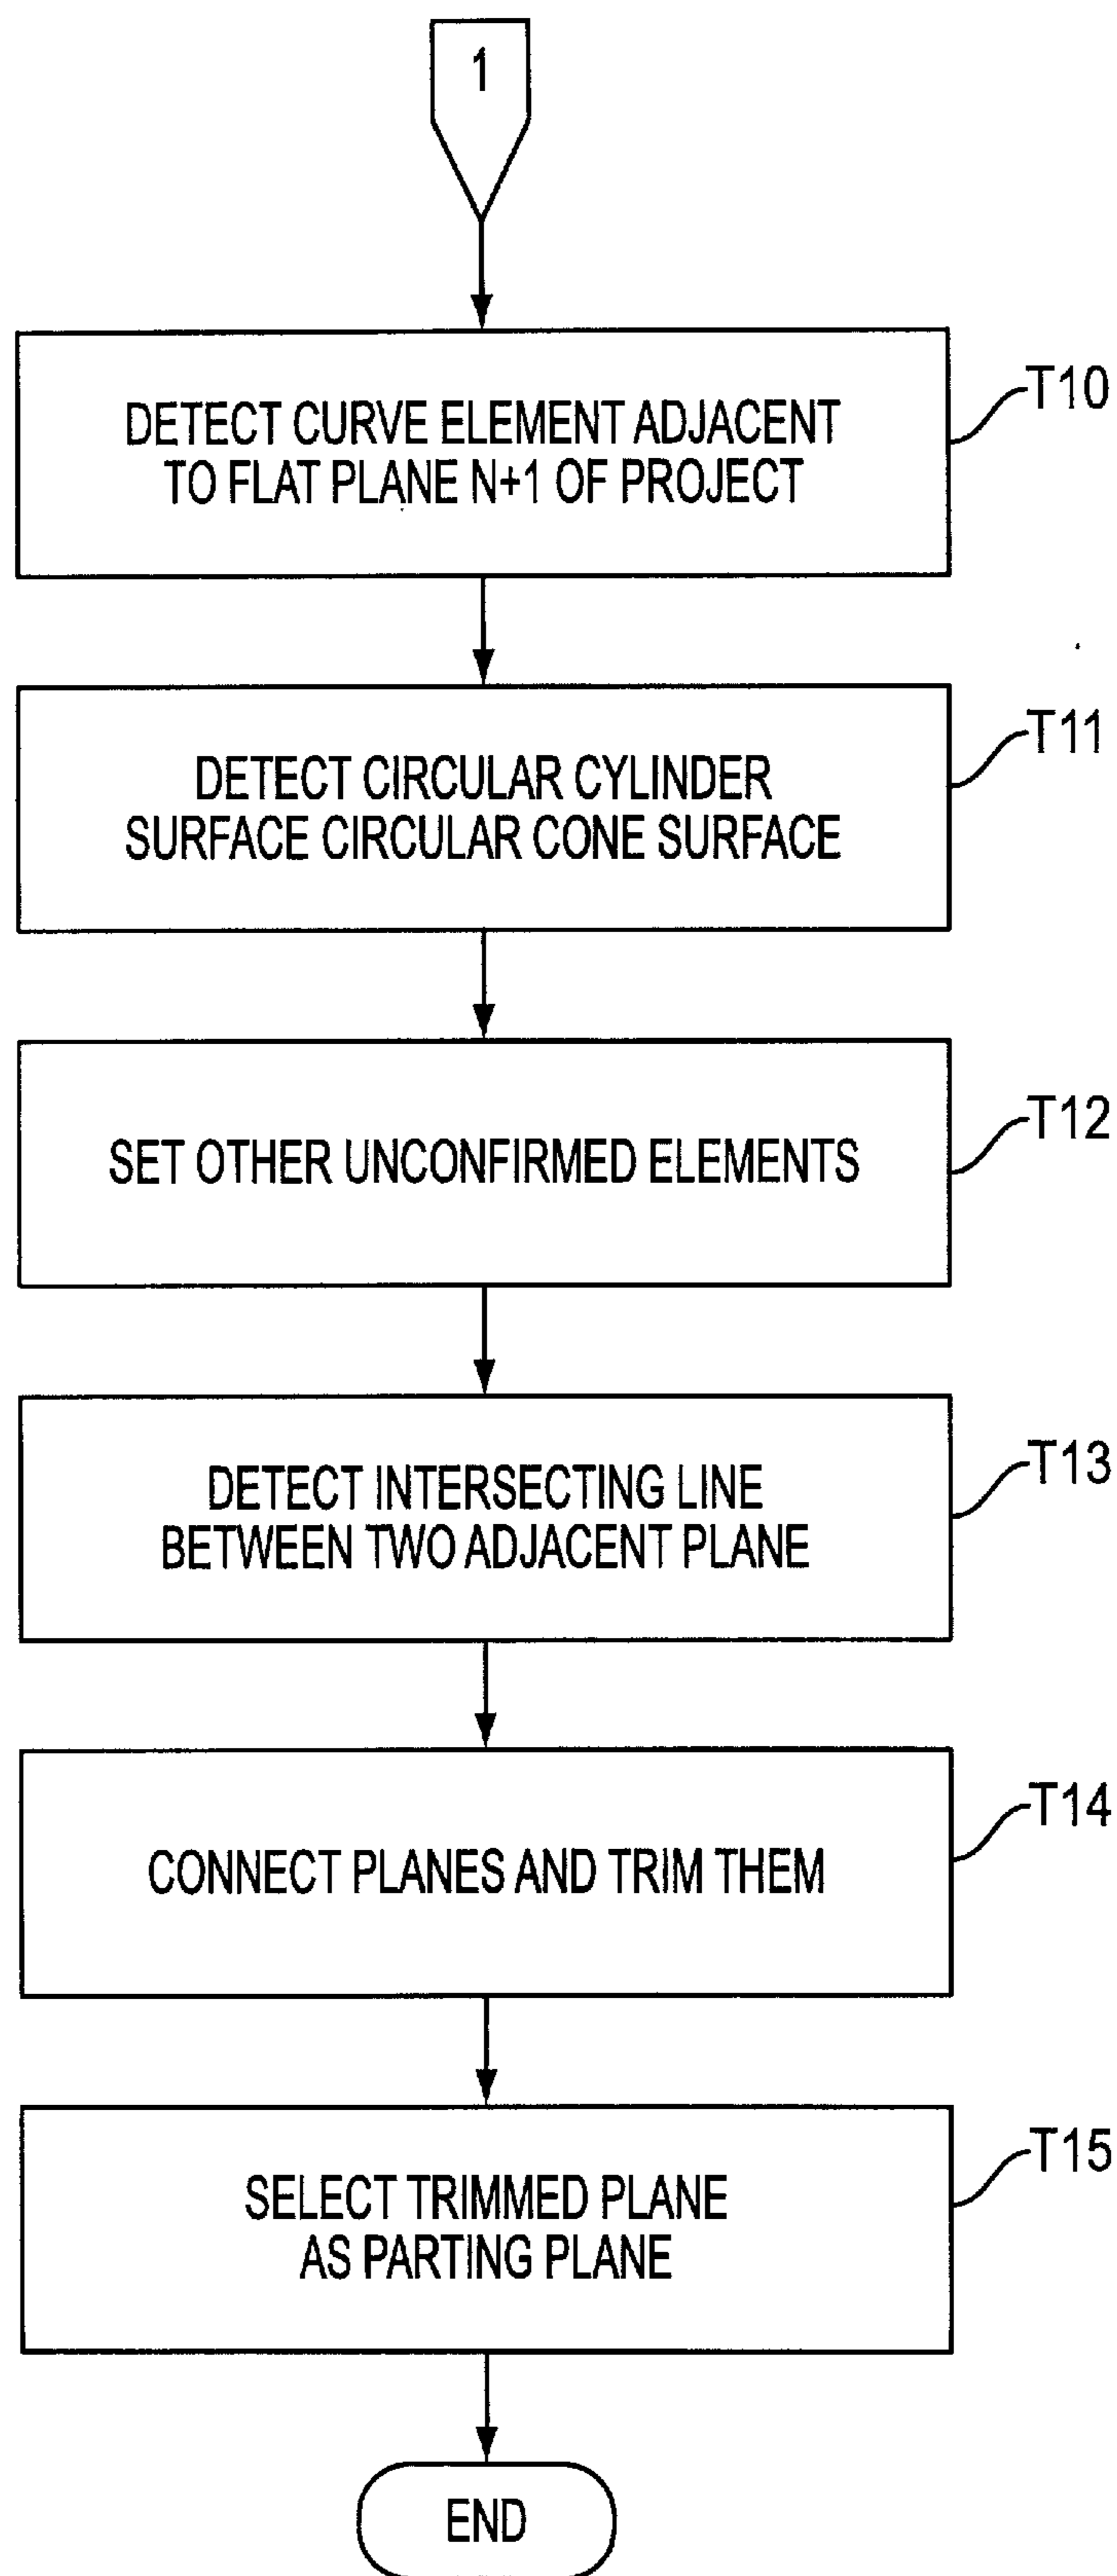 1
DETECT CURVE ELEMENT ADJACENT
TO FLAT PLANE N+1 OF PROJECT
T10
DETECT CIRCULAR CYLINDER
SURFACE CIRCULAR CONE SURFACE
T11
SET OTHER UNCONFIRMED ELEMENTS
T12
DETECT INTERSECTING LINE
BETWEEN TWO ADJACENT PLANE
T13
CONNECT PLANES AND TRIM THEM
T14
SELECT TRIMMED PLANE
AS PARTING PLANE
T15
END